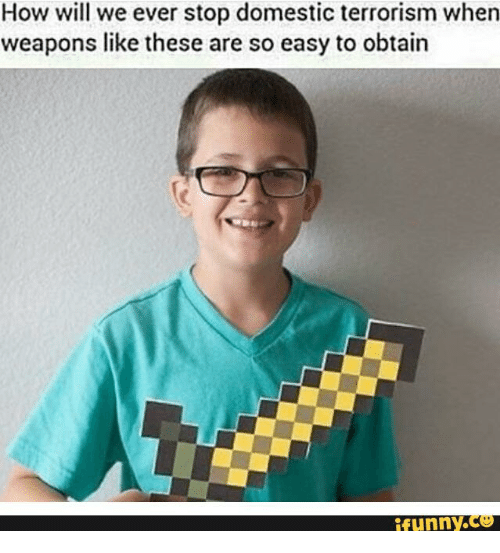 How will we ever stop domestic terrorism when
weapons like these are so easy to obtain
ifunny.co